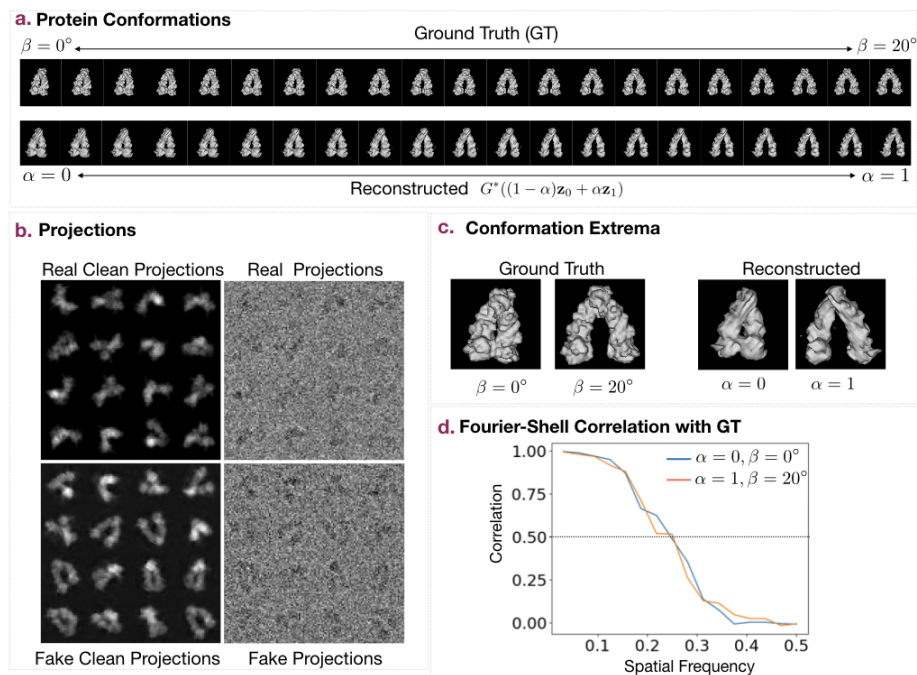 a. Protein Conformations
Ground Truth (GT)
β = 0° β = 20°
α = 0 α = 1
Reconstructed G*((1 − α)z₀ + αz₁)
b. Projections
Real Clean Projections Real Projections
Fake Clean Projections Fake Projections
c. Conformation Extrema
Ground Truth Reconstructed
β = 0° β = 20° α = 0 α = 1
d. Fourier-Shell Correlation with GT
α = 0, β = 0°
α = 1, β = 20°
Correlation
1.00
0.75
0.50
0.25
0.00
0.1 0.2 0.3 0.4 0.5
Spatial Frequency